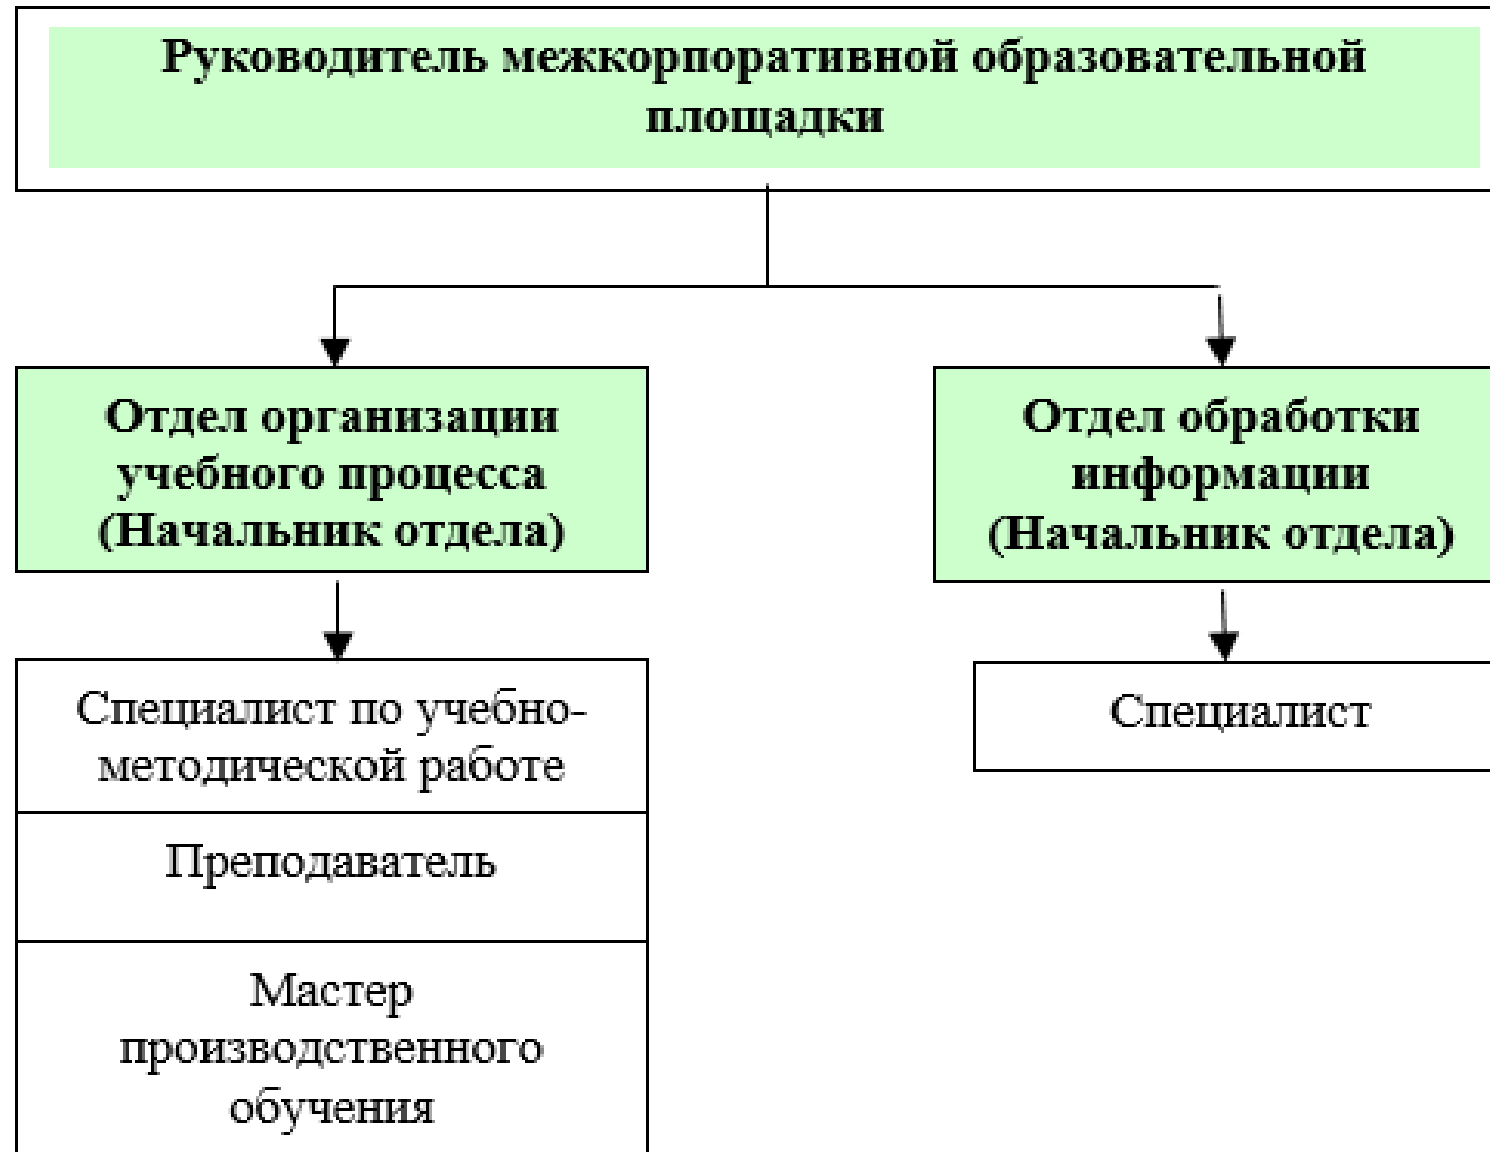 Руководитель межкорпоративной образовательной
площадки
Отдел организации
учебного процесса
(Начальник отдела)
Отдел обработки
информации
(Начальник отдела)
Специалист по учебно-
методической работе
Преподаватель
Мастер
производственного
обучения
Специалист